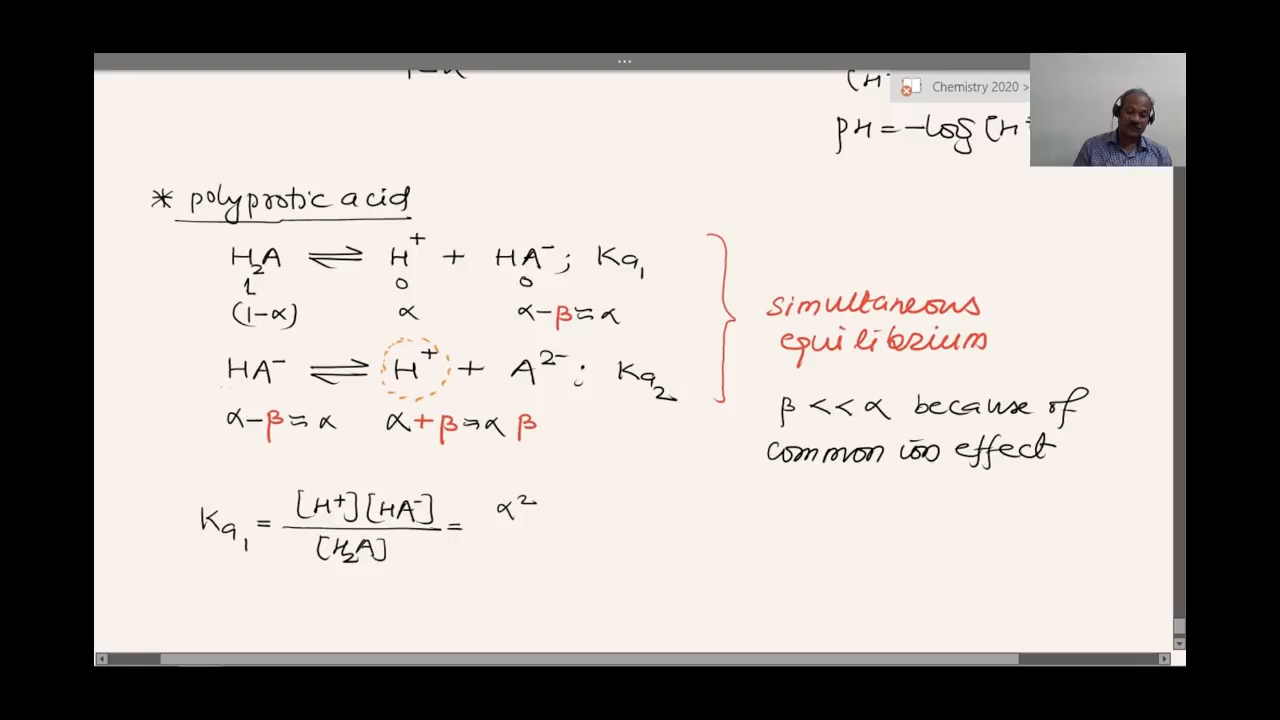 1-α
Chemistry 2020 >
pH = -log [H⁺
* polyprotic acid
H₂A ⇌ H⁺ + HA⁻ ; Ka₁
1 0 0
(1-α) α α-β≈α
HA⁻ ⇌ H⁺ + A²⁻ ; Ka₂
α-β≈α α+β≈α β
simultaneous
equilibrium
β << α because of
common ion effect
Ka₁ = [H⁺][HA⁻] / [H₂A] = α²